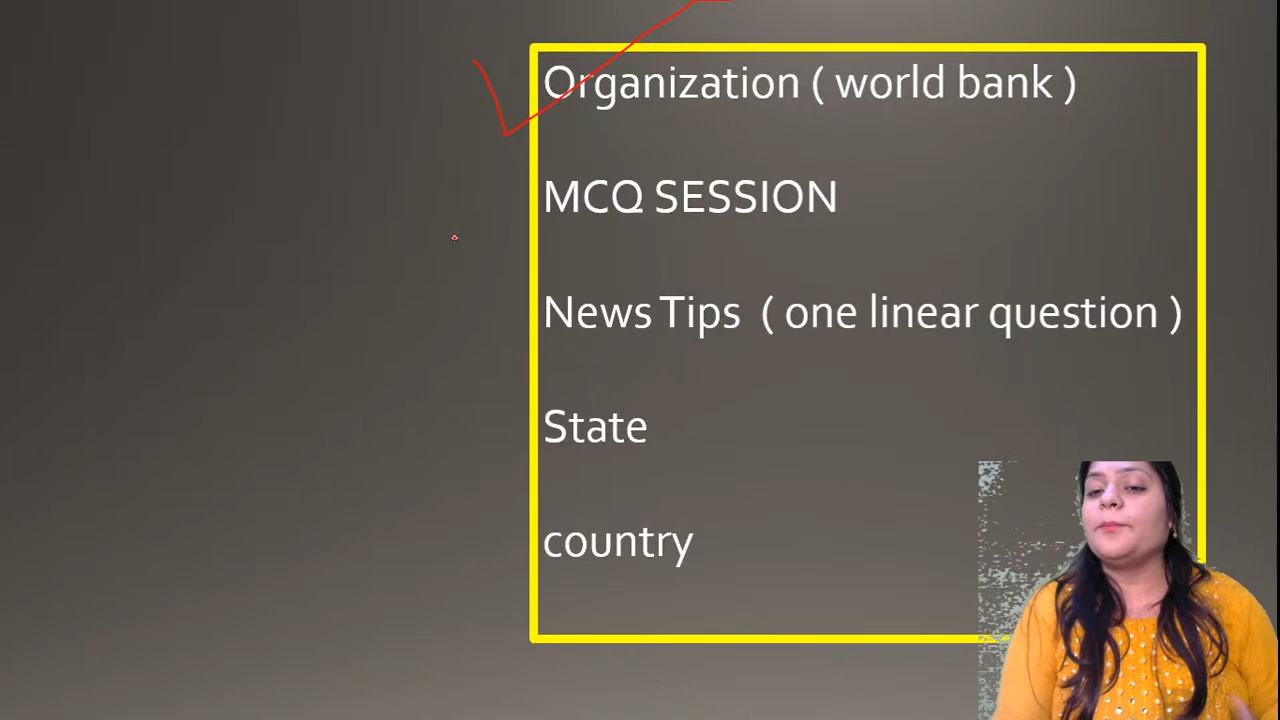 Organization ( world bank )
MCQ SESSION
News Tips ( one linear question )
State
country